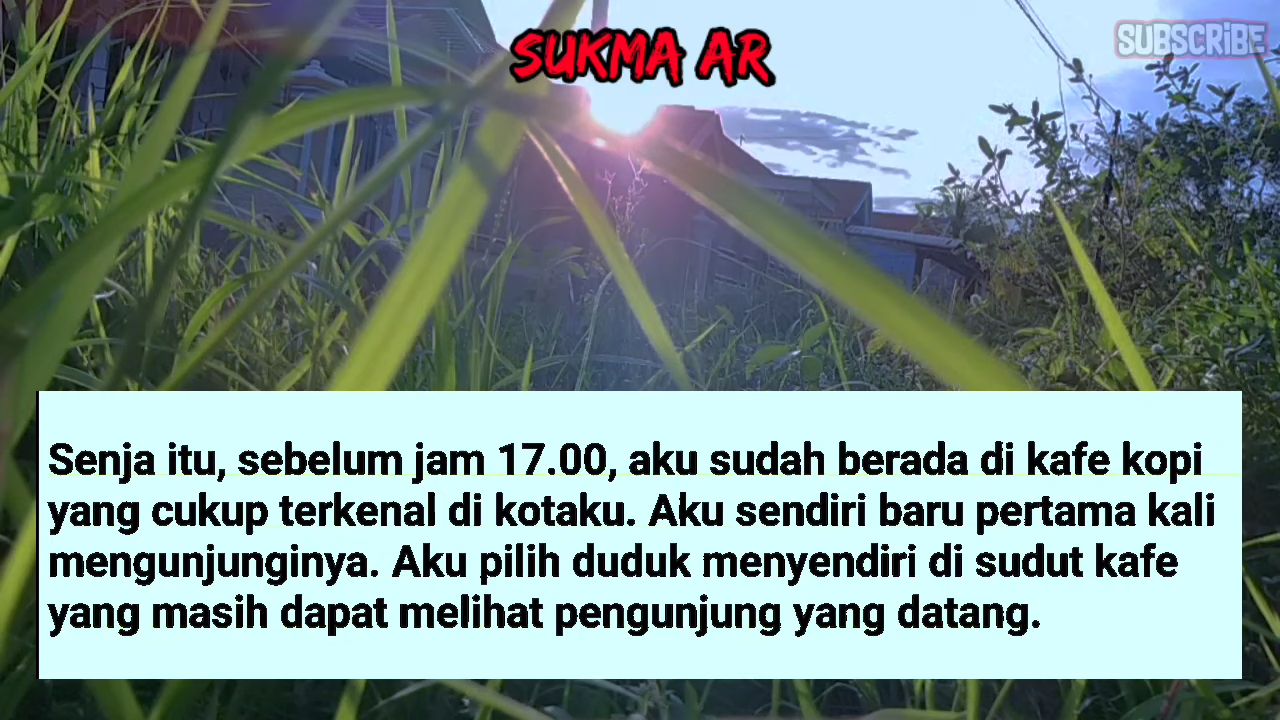 SUKMA AR
SUBSCRIBE
Senja itu, sebelum jam 17.00, aku sudah berada di kafe kopi
yang cukup terkenal di kotaku. Aku sendiri baru pertama kali
mengunjunginya. Aku pilih duduk menyendiri di sudut kafe
yang masih dapat melihat pengunjung yang datang.